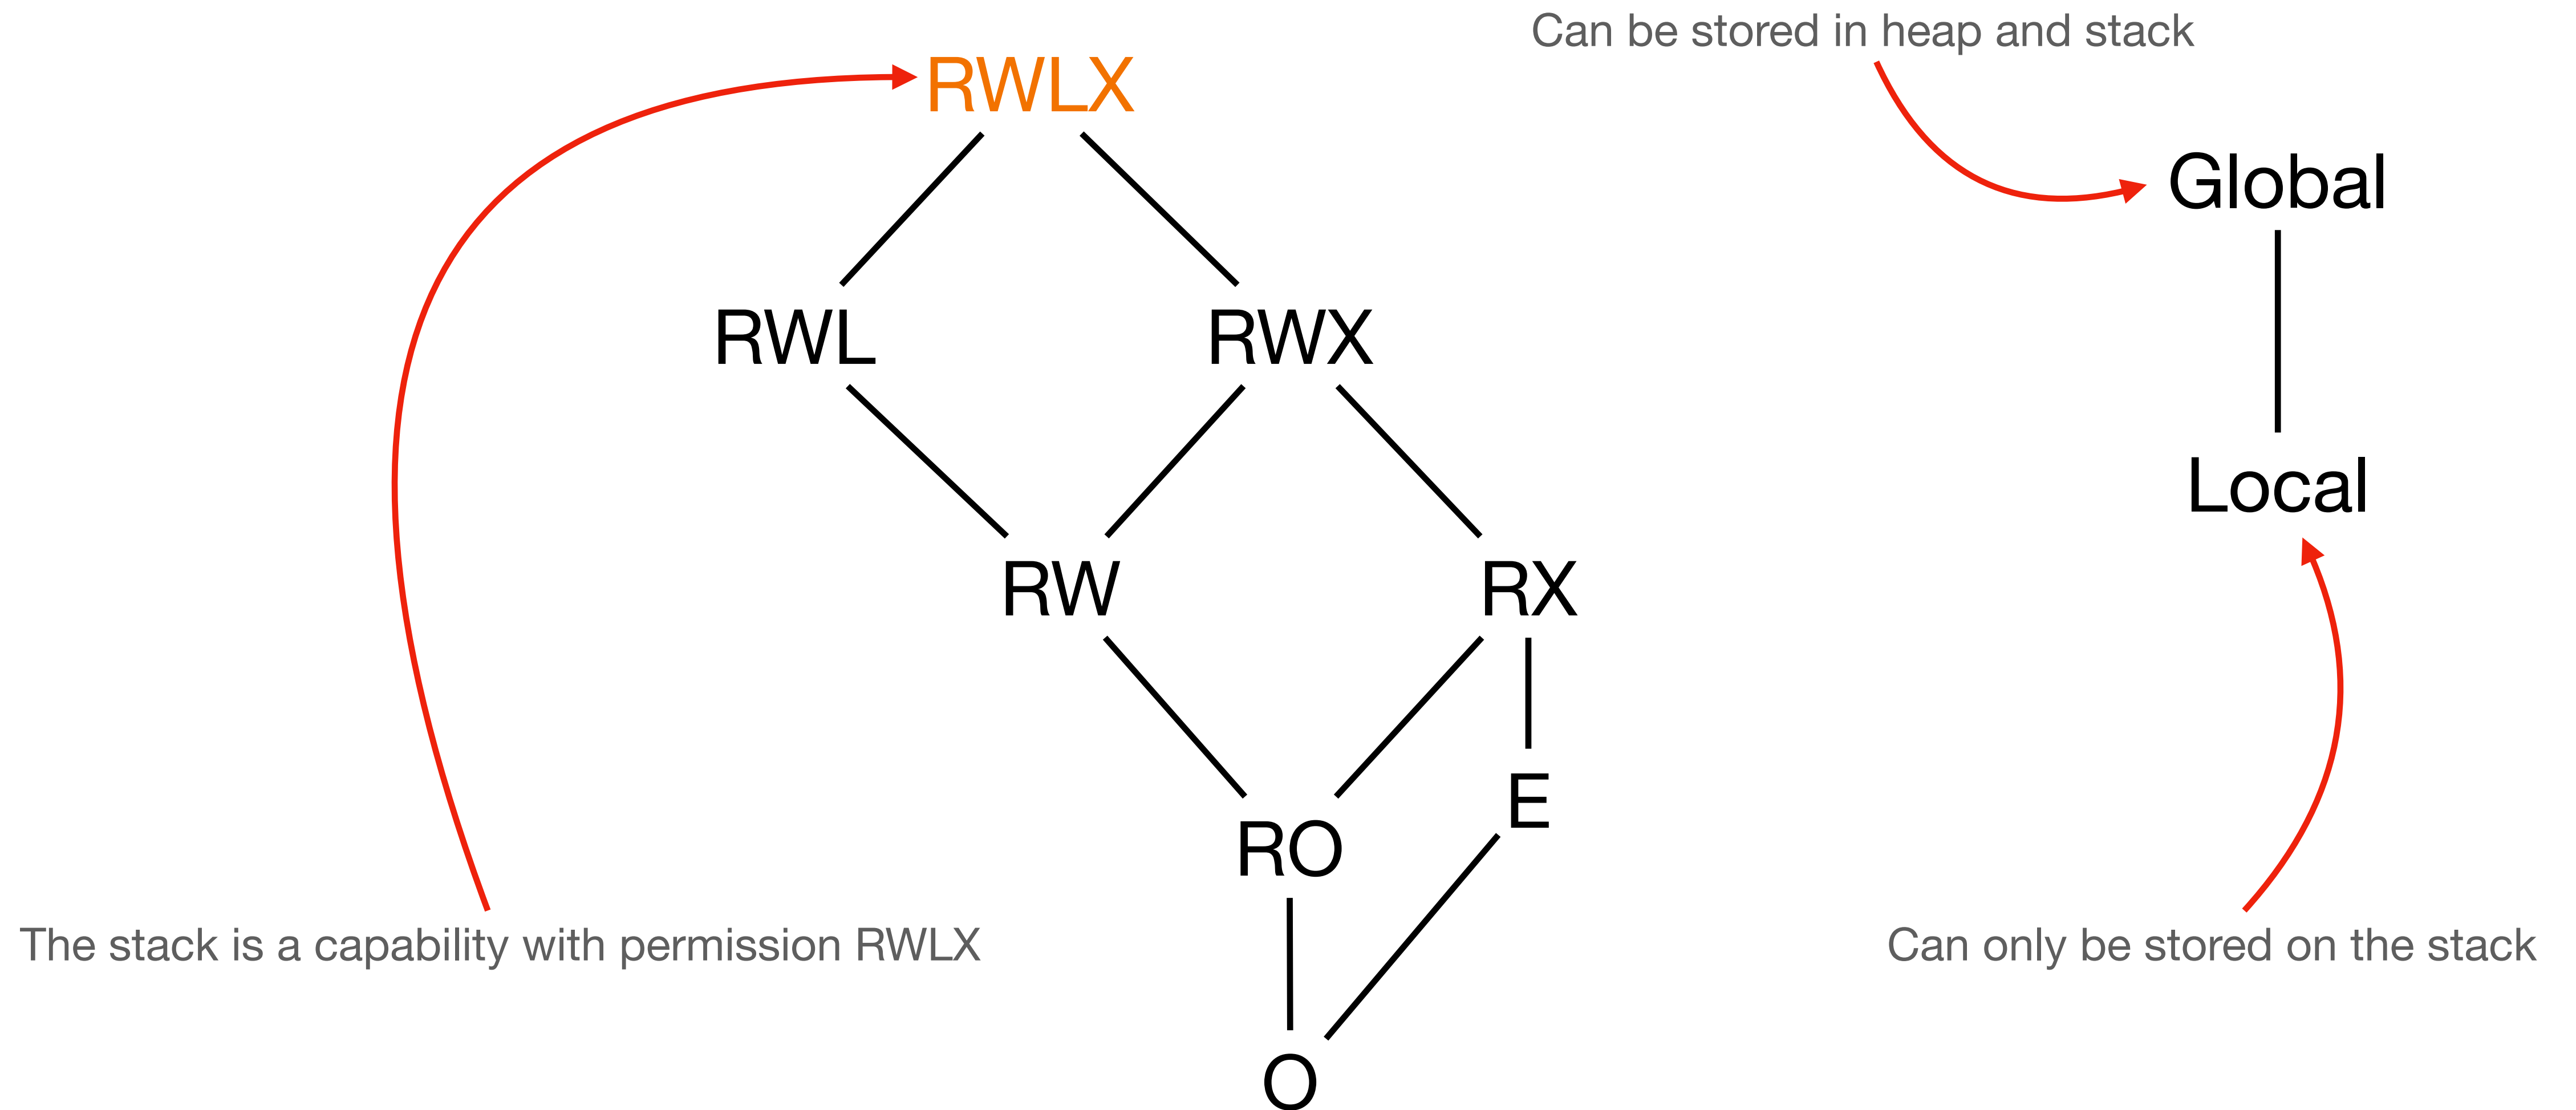 Can be stored in heap and stack
RWLX
Global
RWL
RWX
Local
RW
RX
E
RO
The stack is a capability with permission RWLX
Can only be stored on the stack
O